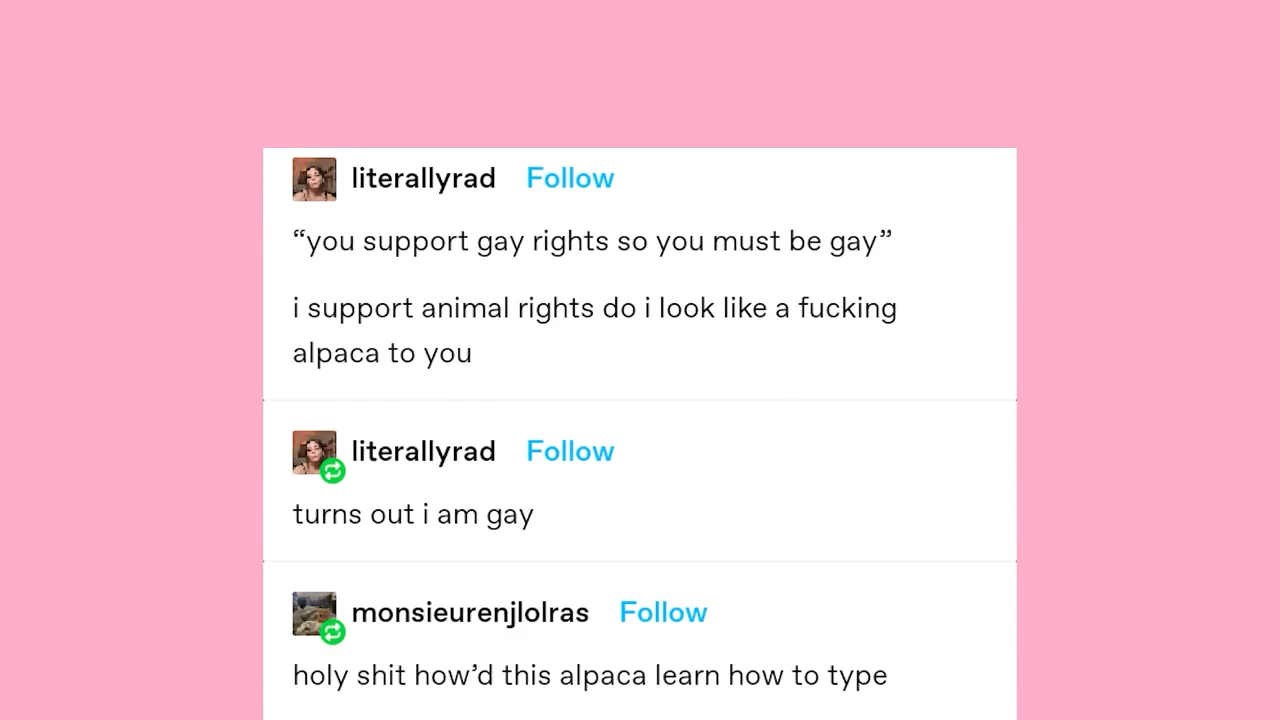 literallyrad Follow
“you support gay rights so you must be gay”
i support animal rights do i look like a fucking
alpaca to you
literallyrad Follow
turns out i am gay
monsieurenjlolras Follow
holy shit how’d this alpaca learn how to type